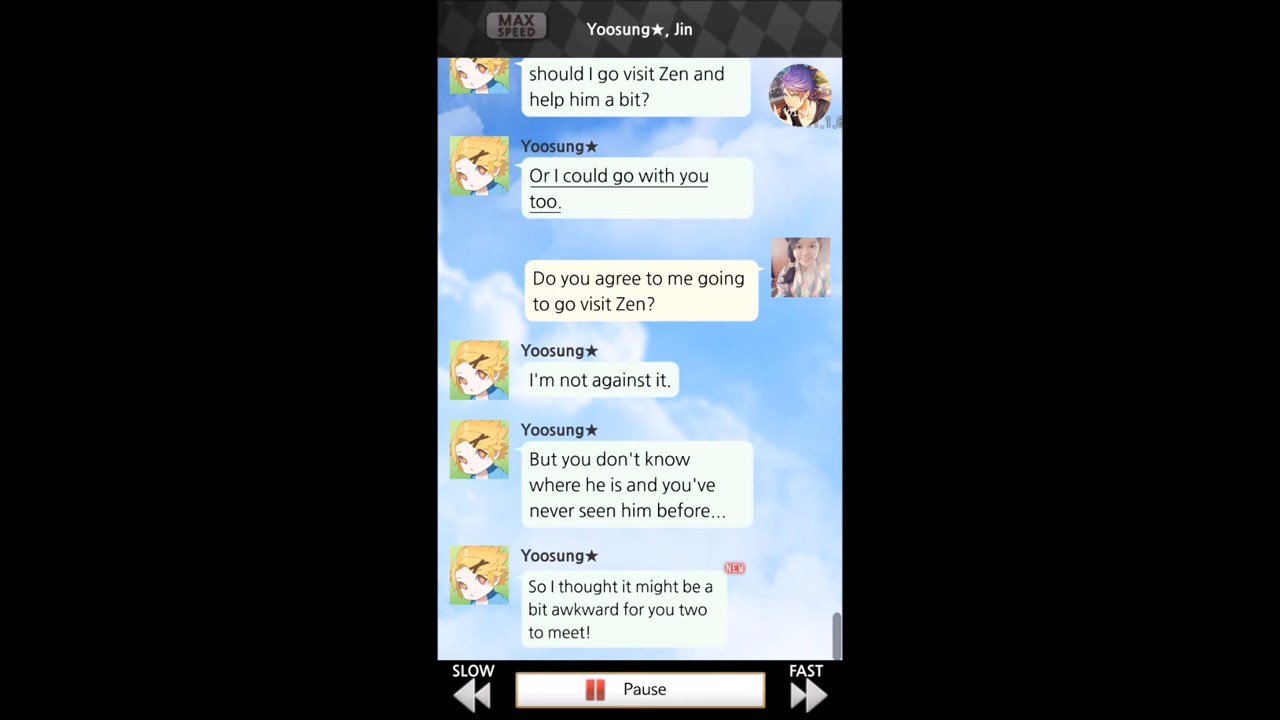 MAX
SPEED
Yoosung★, Jin
should I go visit Zen and
help him a bit?
Yoosung★
Or I could go with you
too.
Do you agree to me going
to go visit Zen?
Yoosung★
I'm not against it.
Yoosung★
But you don't know
where he is and you've
never seen him before...
Yoosung★
NEW
So I thought it might be a
bit awkward for you two
to meet!
SLOW
Pause
FAST